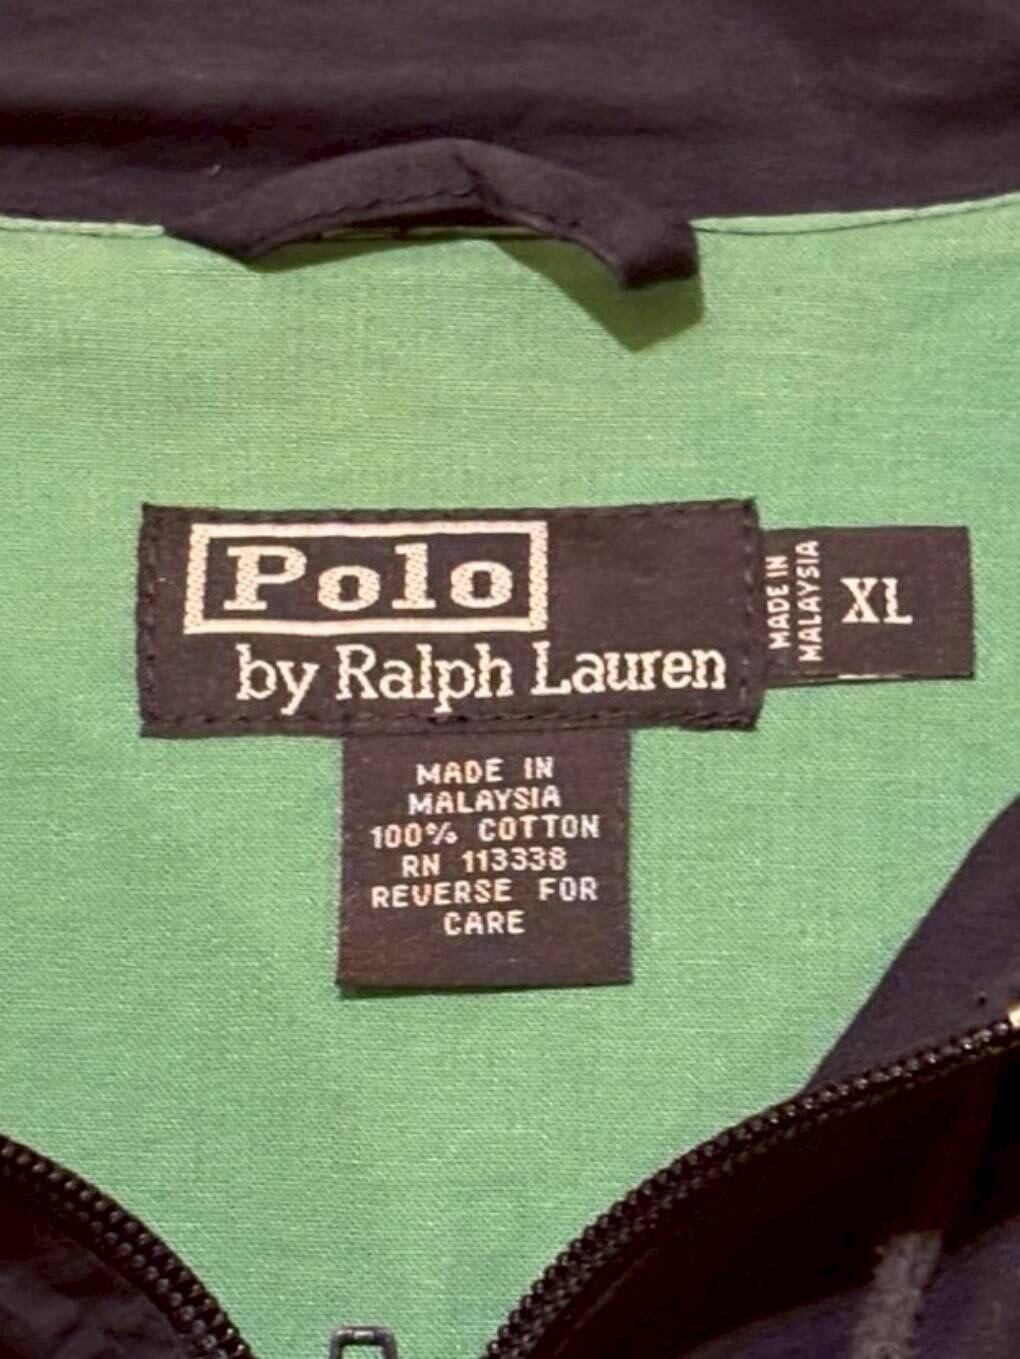 Polo
by Ralph Lauren
MADE IN
MALAYSIA
XL
MADE IN
MALAYSIA
100% COTTON
RN 113338
REVERSE FOR
CARE